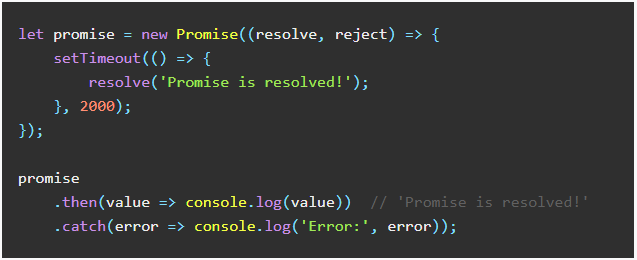 let promise = new Promise((resolve, reject) => {
    setTimeout(() => {
        resolve('Promise is resolved!');
    }, 2000);
});

promise
    .then(value => console.log(value))  // 'Promise is resolved!'
    .catch(error => console.log('Error:', error));